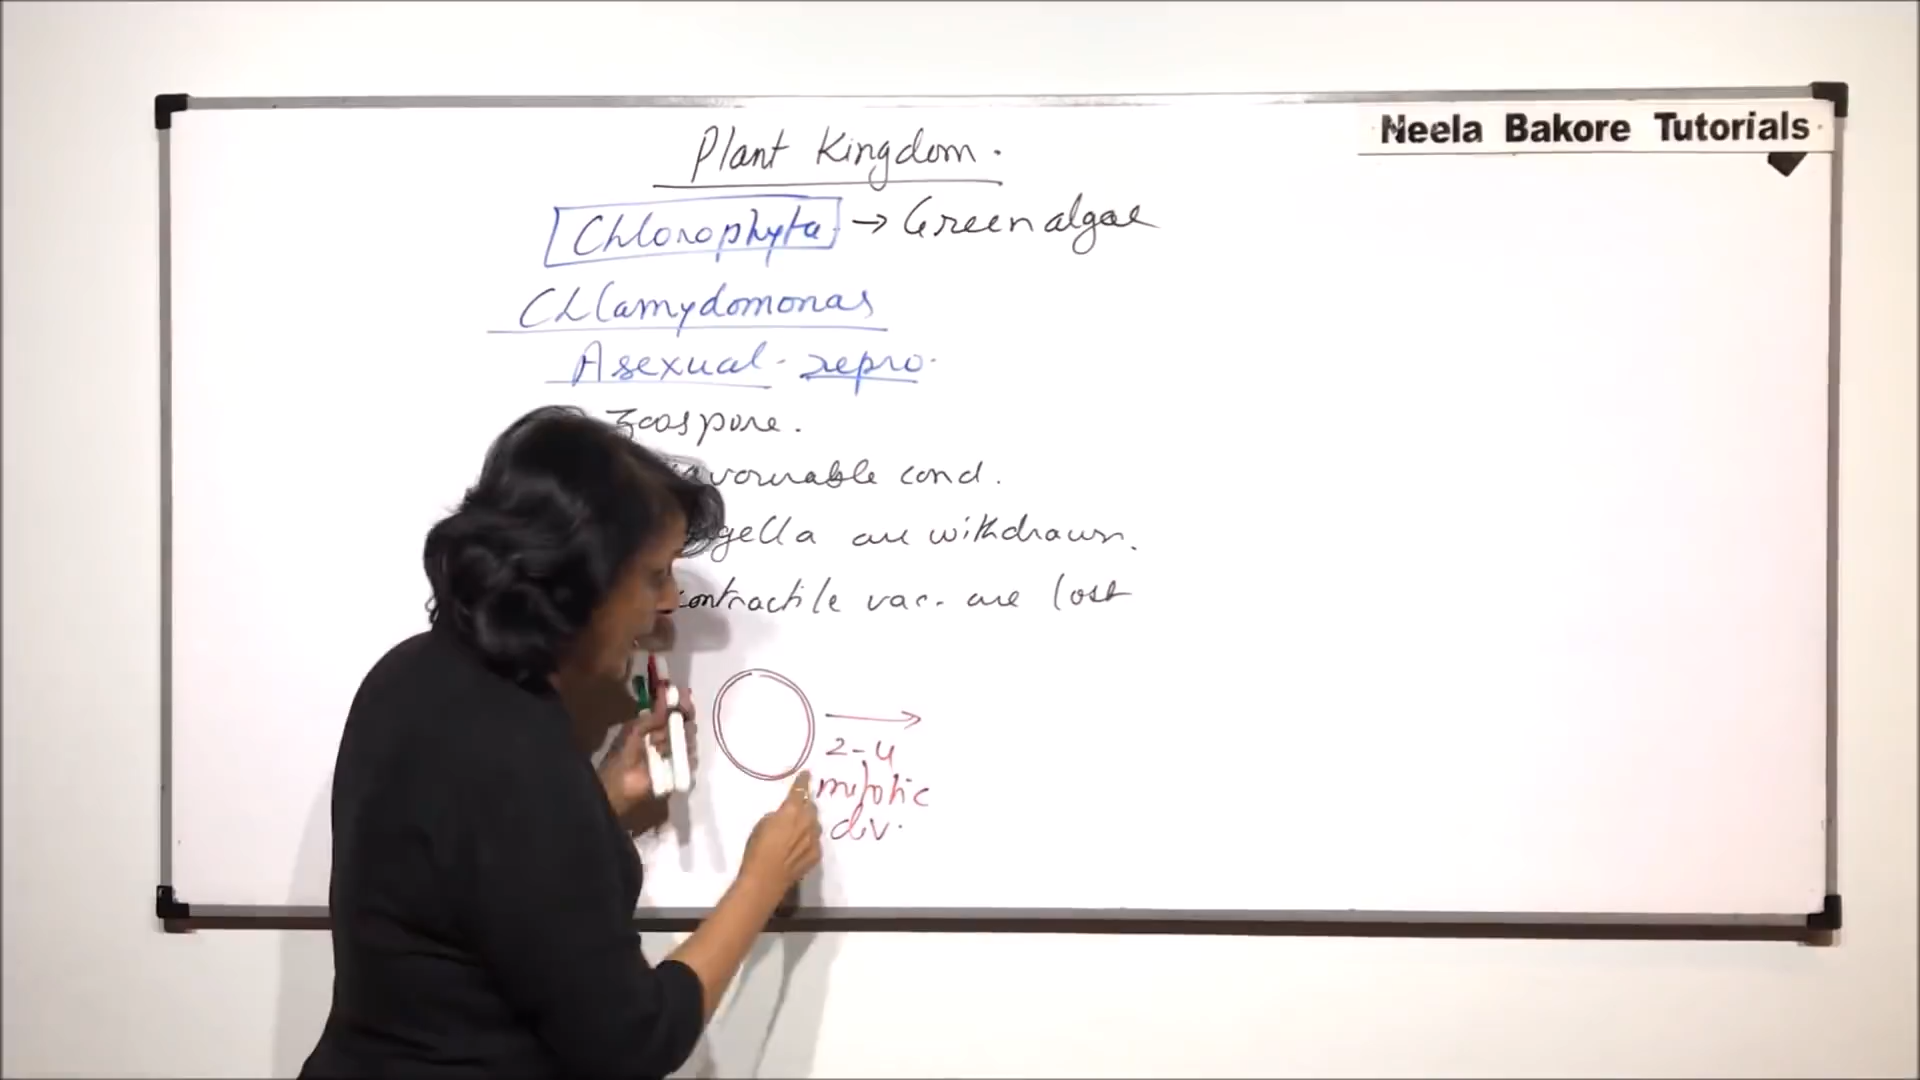 Neela Bakore Tutorials
Plant Kingdom.
Chlorophyta → Green algae
Chlamydomonas
Asexual repro.
Zoospore.
avourable cond.
gella are withdrawn.
contractile vac. are lost
2-4
mitotic
div.